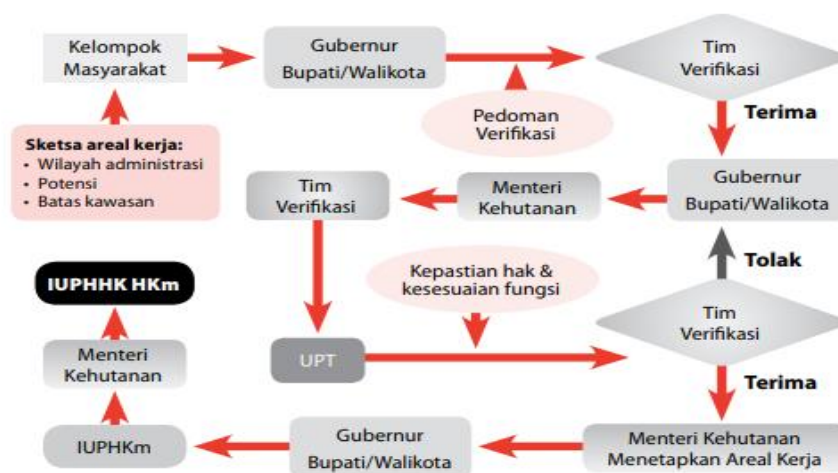 Kelompok
Masyarakat
Gubernur
Bupati/Walikota
Tim
Verifikasi
Pedoman
Verifikasi
Terima
Sketsa areal kerja:
• Wilayah administrasi
• Potensi
• Batas kawasan
Tim
Verifikasi
Menteri
Kehutanan
Gubernur
Bupati/Walikota
Tolak
Kepastian hak &
kesesuaian fungsi
IUPHHK HKm
Tim
Verifikasi
Menteri
Kehutanan
UPT
Terima
IUPHKm
Gubernur
Bupati/Walikota
Menteri Kehutanan
Menetapkan Areal Kerja